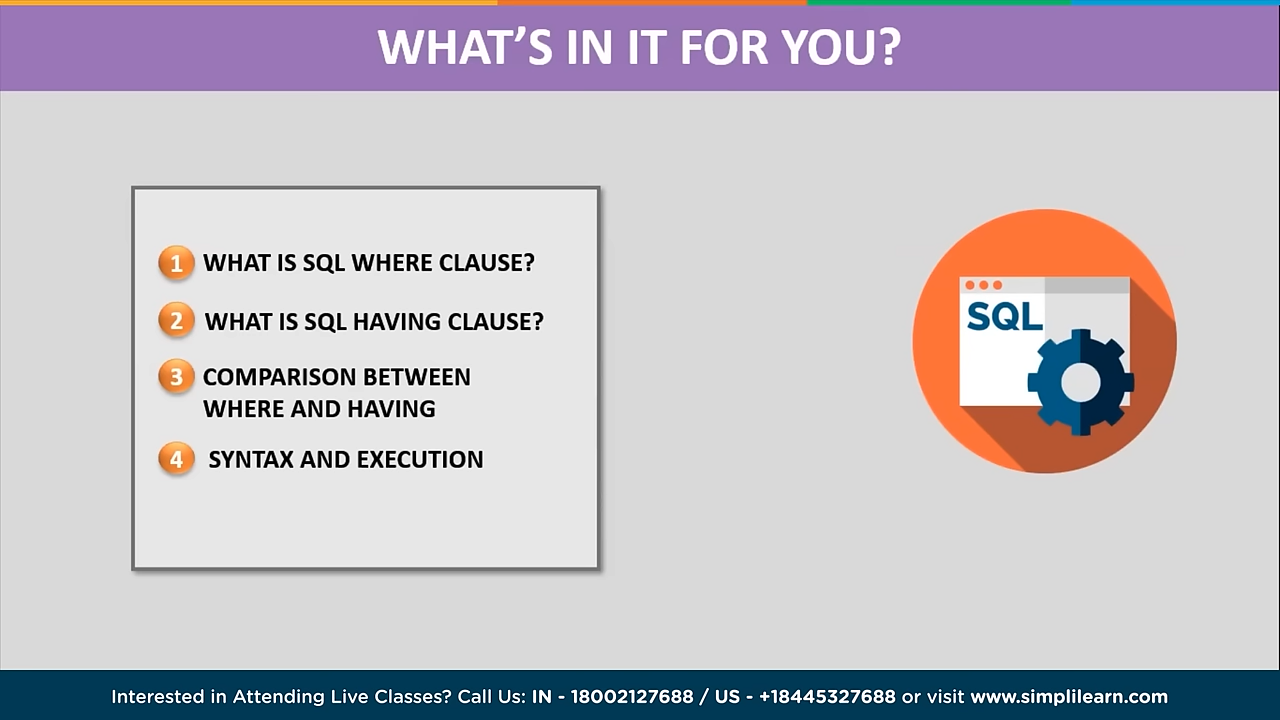 WHAT'S IN IT FOR YOU?
1 WHAT IS SQL WHERE CLAUSE?
2 WHAT IS SQL HAVING CLAUSE?
3 COMPARISON BETWEEN
WHERE AND HAVING
4 SYNTAX AND EXECUTION
SQL
Interested in Attending Live Classes? Call Us: IN - 18002127688 / US - +18445327688 or visit www.simplilearn.com